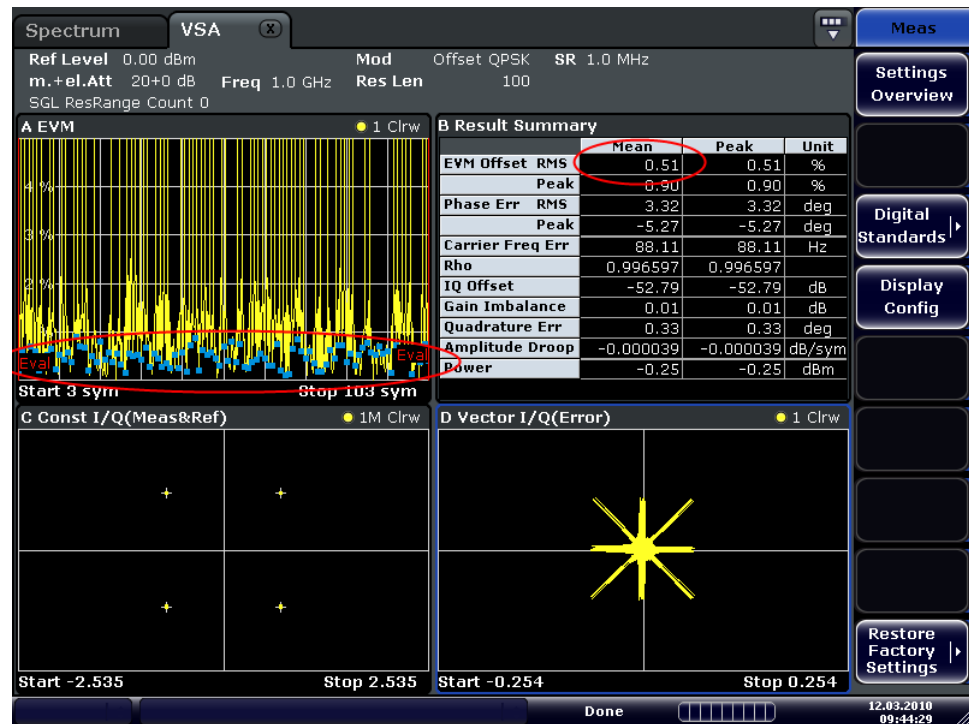 Spectrum VSA X
Meas
Ref Level 0.00 dBm Mod Offset QPSK SR 1.0 MHz
m.+el.Att 20+0 dB Freq 1.0 GHz Res Len 100
SGL ResRange Count 0
Settings Overview
A EVM 1 Clrw
4 %
3 %
2 %
Eval
Eval
Start 3 sym Stop 103 sym
B Result Summary
Mean Peak Unit
EVM Offset RMS 0.51 0.51 %
Peak 0.90 0.90 %
Phase Err RMS 3.32 3.32 deg
Peak -5.27 -5.27 deg
Carrier Freq Err 88.11 88.11 Hz
Rho 0.996597 0.996597
IQ Offset -52.79 -52.79 dB
Gain Imbalance 0.01 0.01 dB
Quadrature Err 0.33 0.33 deg
Amplitude Droop -0.000039 -0.000039 dB/sym
Power -0.25 -0.25 dBm
Digital Standards
Display Config
C Const I/Q(Meas&Ref) 1M Clrw
Start -2.535 Stop 2.535
D Vector I/Q(Error) 1 Clrw
Start -0.254 Stop 0.254
Restore Factory Settings
Done
12.03.2010
09:44:29